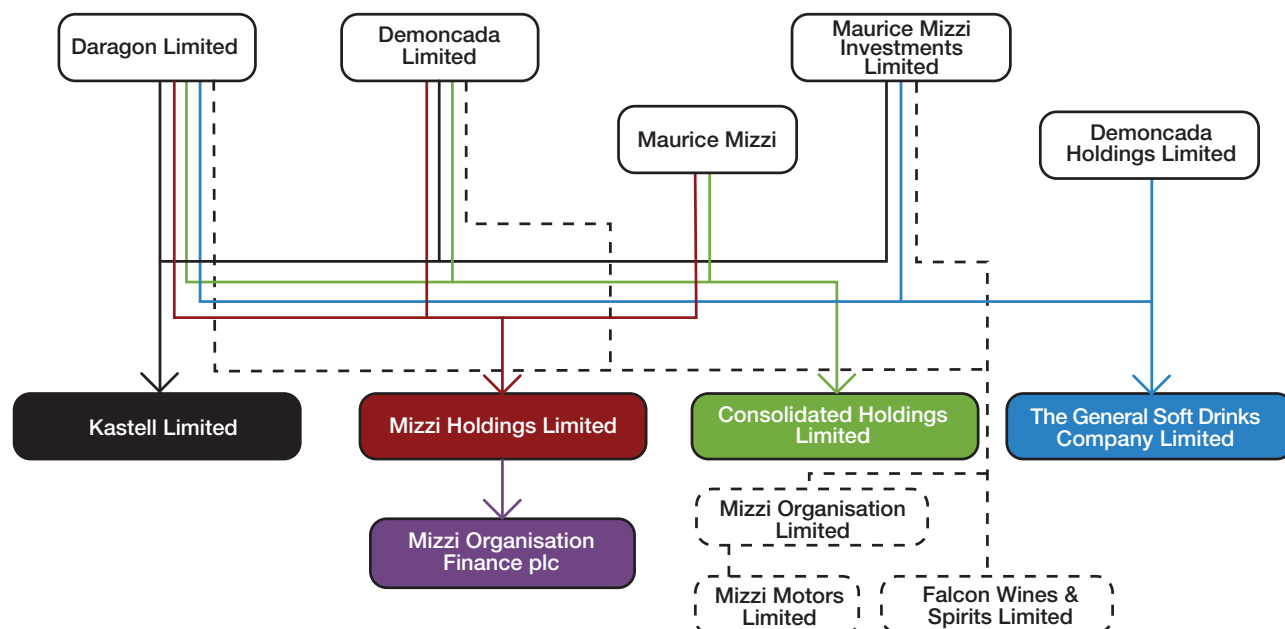 Daragon Limited
Demoncada
Limited
Maurice Mizzi
Investments
Limited
Maurice Mizzi
Demoncada
Holdings Limited
Kastell Limited
Mizzi Holdings Limited
Consolidated Holdings
Limited
The General Soft Drinks
Company Limited
Mizzi Organisation
Limited
Mizzi Organisation
Finance plc
Mizzi Motors
Limited
Falcon Wines &
Spirits Limited